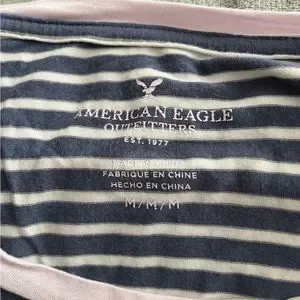 AMERICAN EAGLE
OUTFITTERS
EST. 1977
MADE IN CHINA
FABRIQUÉ EN CHINE
HECHO EN CHINA
M/M/M